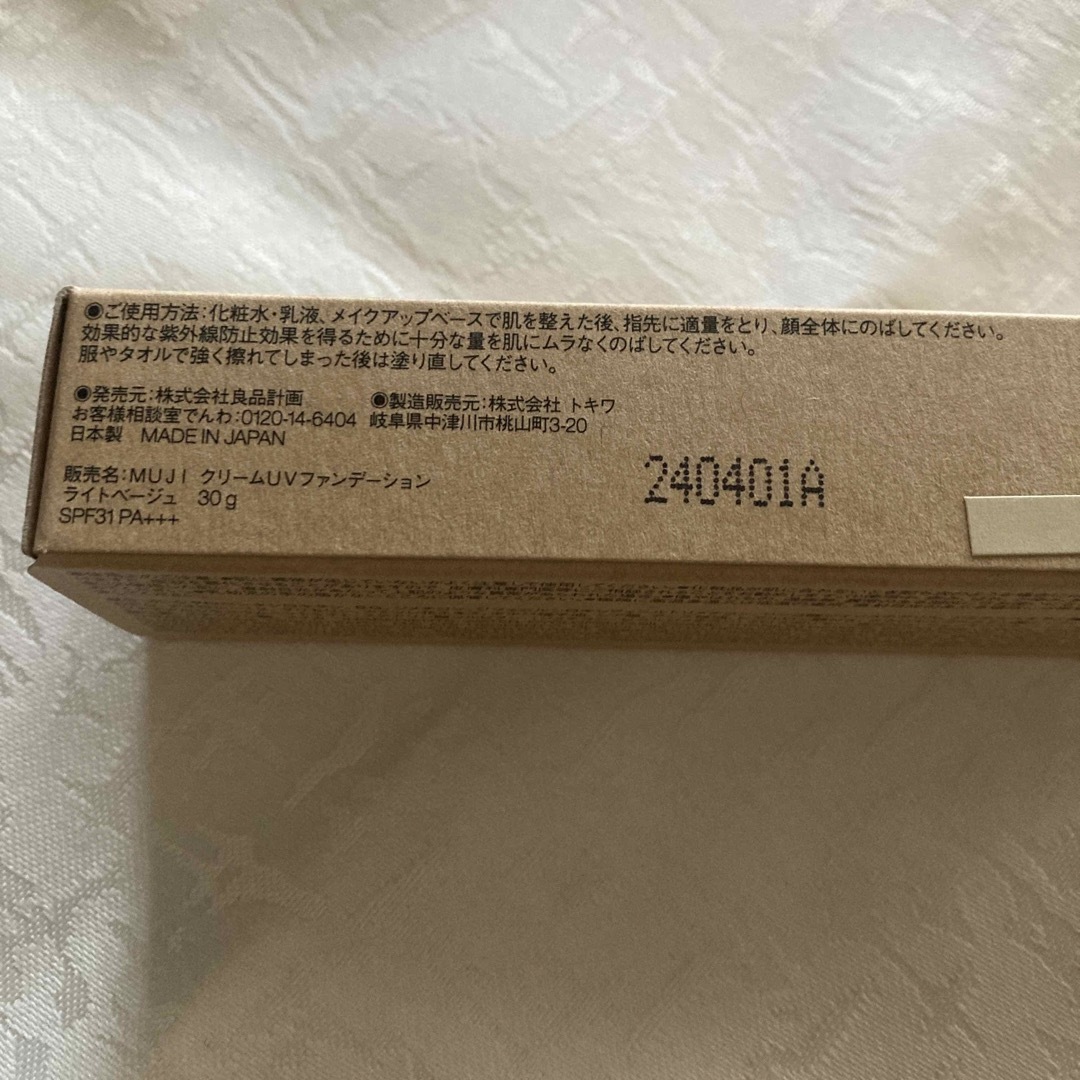 ◉ご使用方法:化粧水・乳液、メイクアップベースで肌を整えた後、指先に適量をとり、顔全体にのばしてください。
効果的な紫外線防止効果を得るために十分な量を肌にムラなくのばしてください。
服やタオルで強く擦れてしまった後は塗り直してください。
◉発売元:株式会社良品計画
お客様相談室でんわ:0120-14-6404
日本製 MADE IN JAPAN
◉製造販売元:株式会社 トキワ
岐阜県中津川市桃山町3-20
販売名:MUJI クリームUVファンデーション
ライトベージュ 30g
SPF31 PA+++
240401A